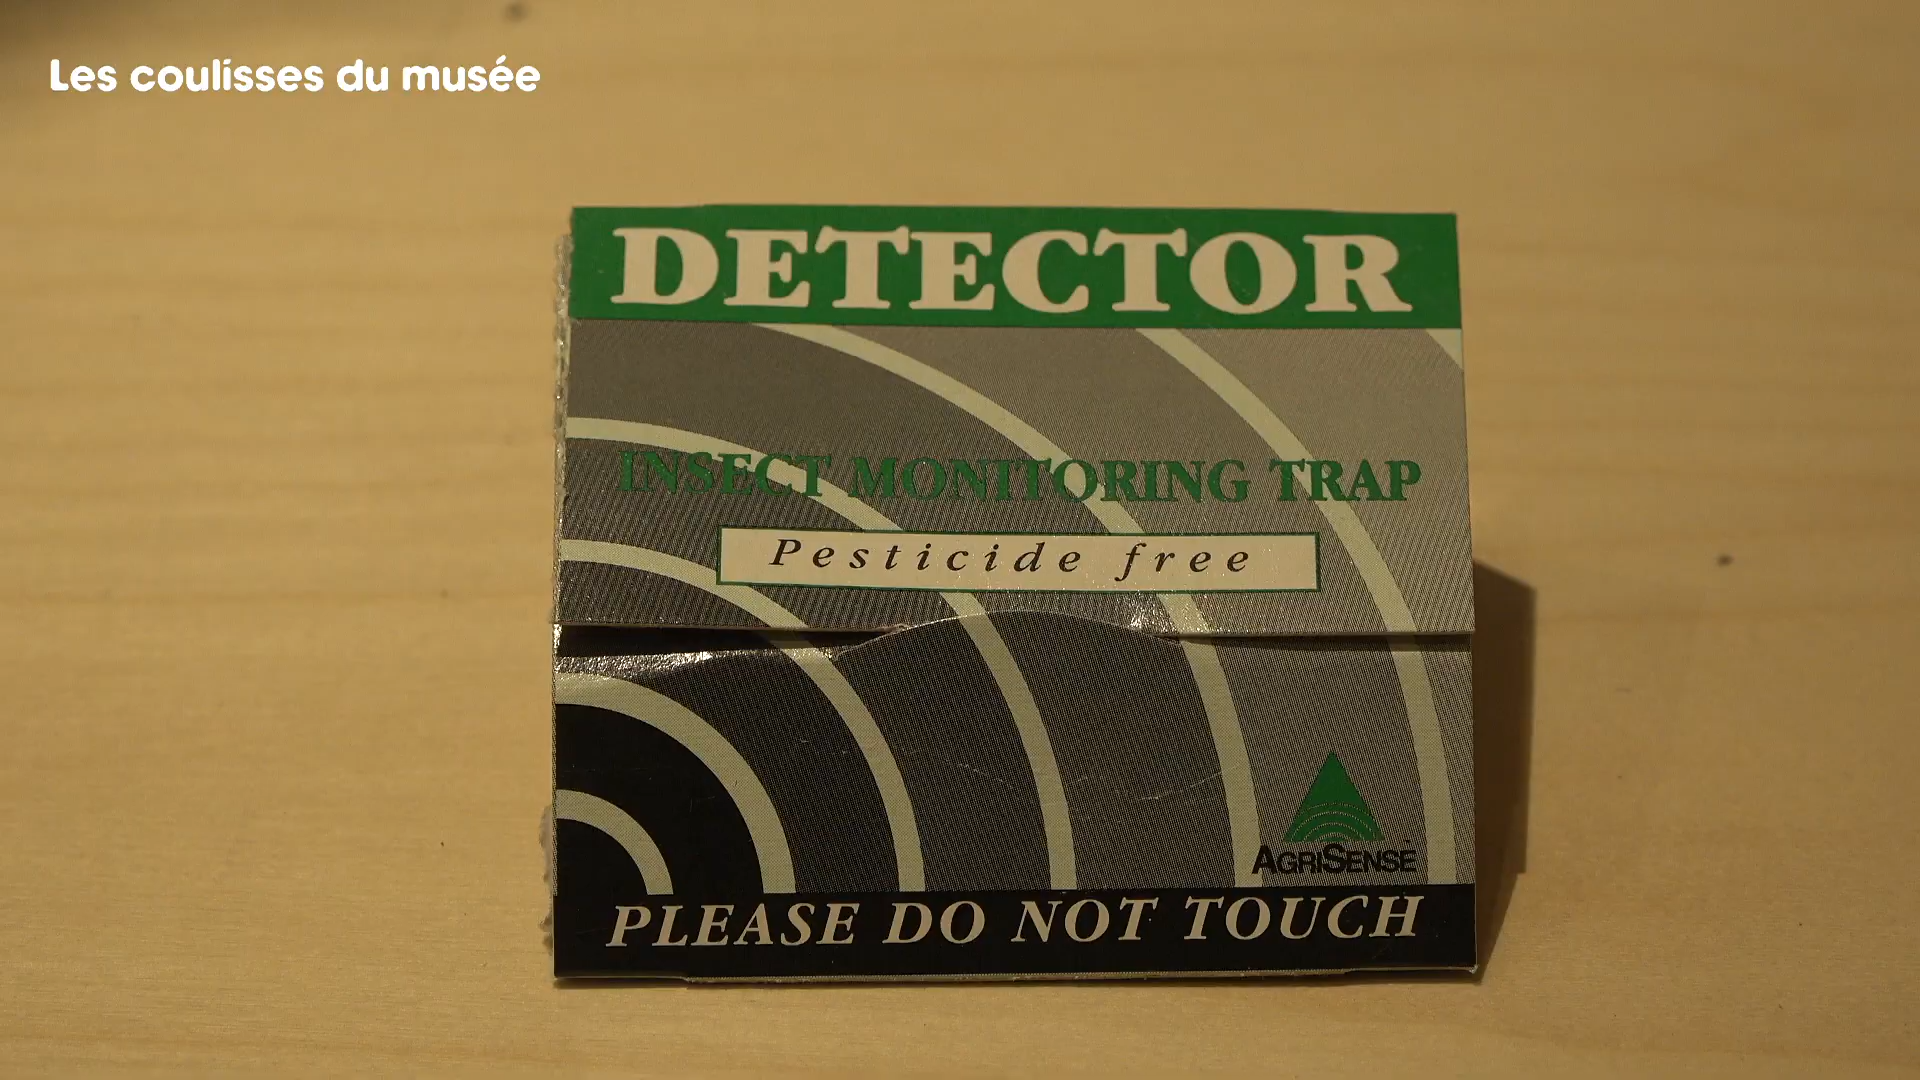 Les coulisses du musée
DETECTOR
INSECT MONITORING TRAP
Pesticide free
AGRISENSE
PLEASE DO NOT TOUCH